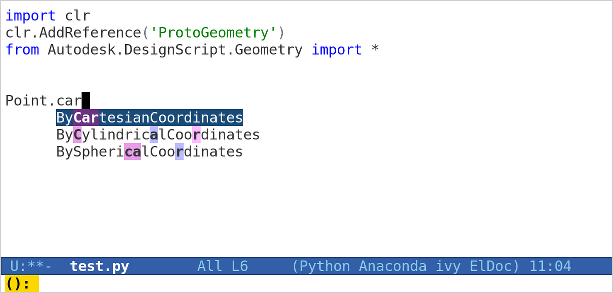 import clr
clr.AddReference('ProtoGeometry')
from Autodesk.DesignScript.Geometry import *
Point.car
ByCartesianCoordinates
ByCylindricalCoordinates
BySphericalCoordinates
U:**- test.py All L6 (Python Anaconda ivy ElDoc) 11:04
():